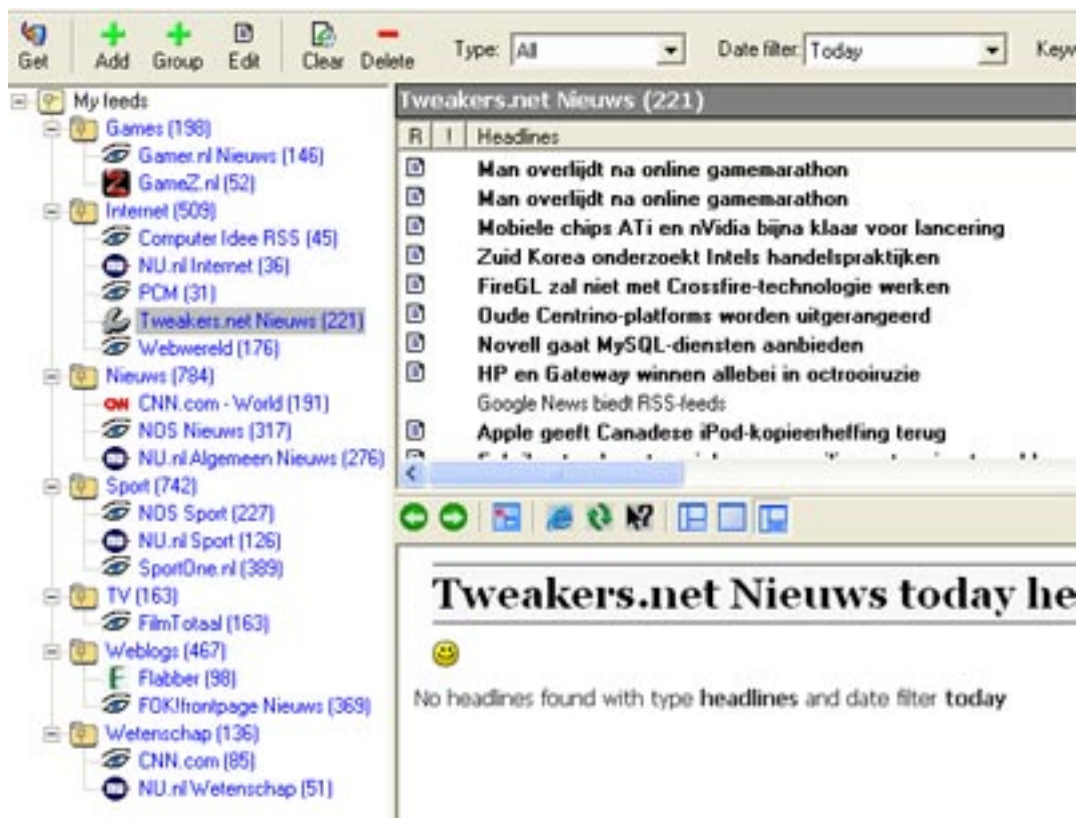 Get Add Group Edit Clear Delete Type: All Date filter: Today Keyw
My feeds
Games (198)
Gamer.nl Nieuws (146)
GameZ.nl (52)
Internet (509)
Computer Idee RSS (45)
NU.nl Internet (36)
PCM (31)
Tweakers.net Nieuws (221)
Webwereld (176)
Nieuws (784)
CNN CNN.com - World (191)
NOS Nieuws (317)
NU.nl Algemeen Nieuws (276)
Sport (742)
NOS Sport (227)
NU.nl Sport (126)
SportOne.nl (389)
TV (163)
FilmTotaal (163)
Weblogs (467)
F Flabber (98)
FOK!frontpage Nieuws (369)
Wetenschap (136)
CNN.com (85)
NU.nl Wetenschap (51)
Tweakers.net Nieuws (221)
R ! Headlines
Man overlijdt na online gamemarathon
Man overlijdt na online gamemarathon
Mobiele chips ATi en nVidia bijna klaar voor lancering
Zuid Korea onderzoekt Intels handelspraktijken
FireGL zal niet met Crossfire-technologie werken
Oude Centrino-platforms worden uitgerangeerd
Novell gaat MySQL-diensten aanbieden
HP en Gateway winnen allebei in octrooiruzie
Google News biedt RSS-feeds
Apple geeft Canadese iPod-kopieerheffing terug
Tweakers.net Nieuws today he
No headlines found with type headlines and date filter today